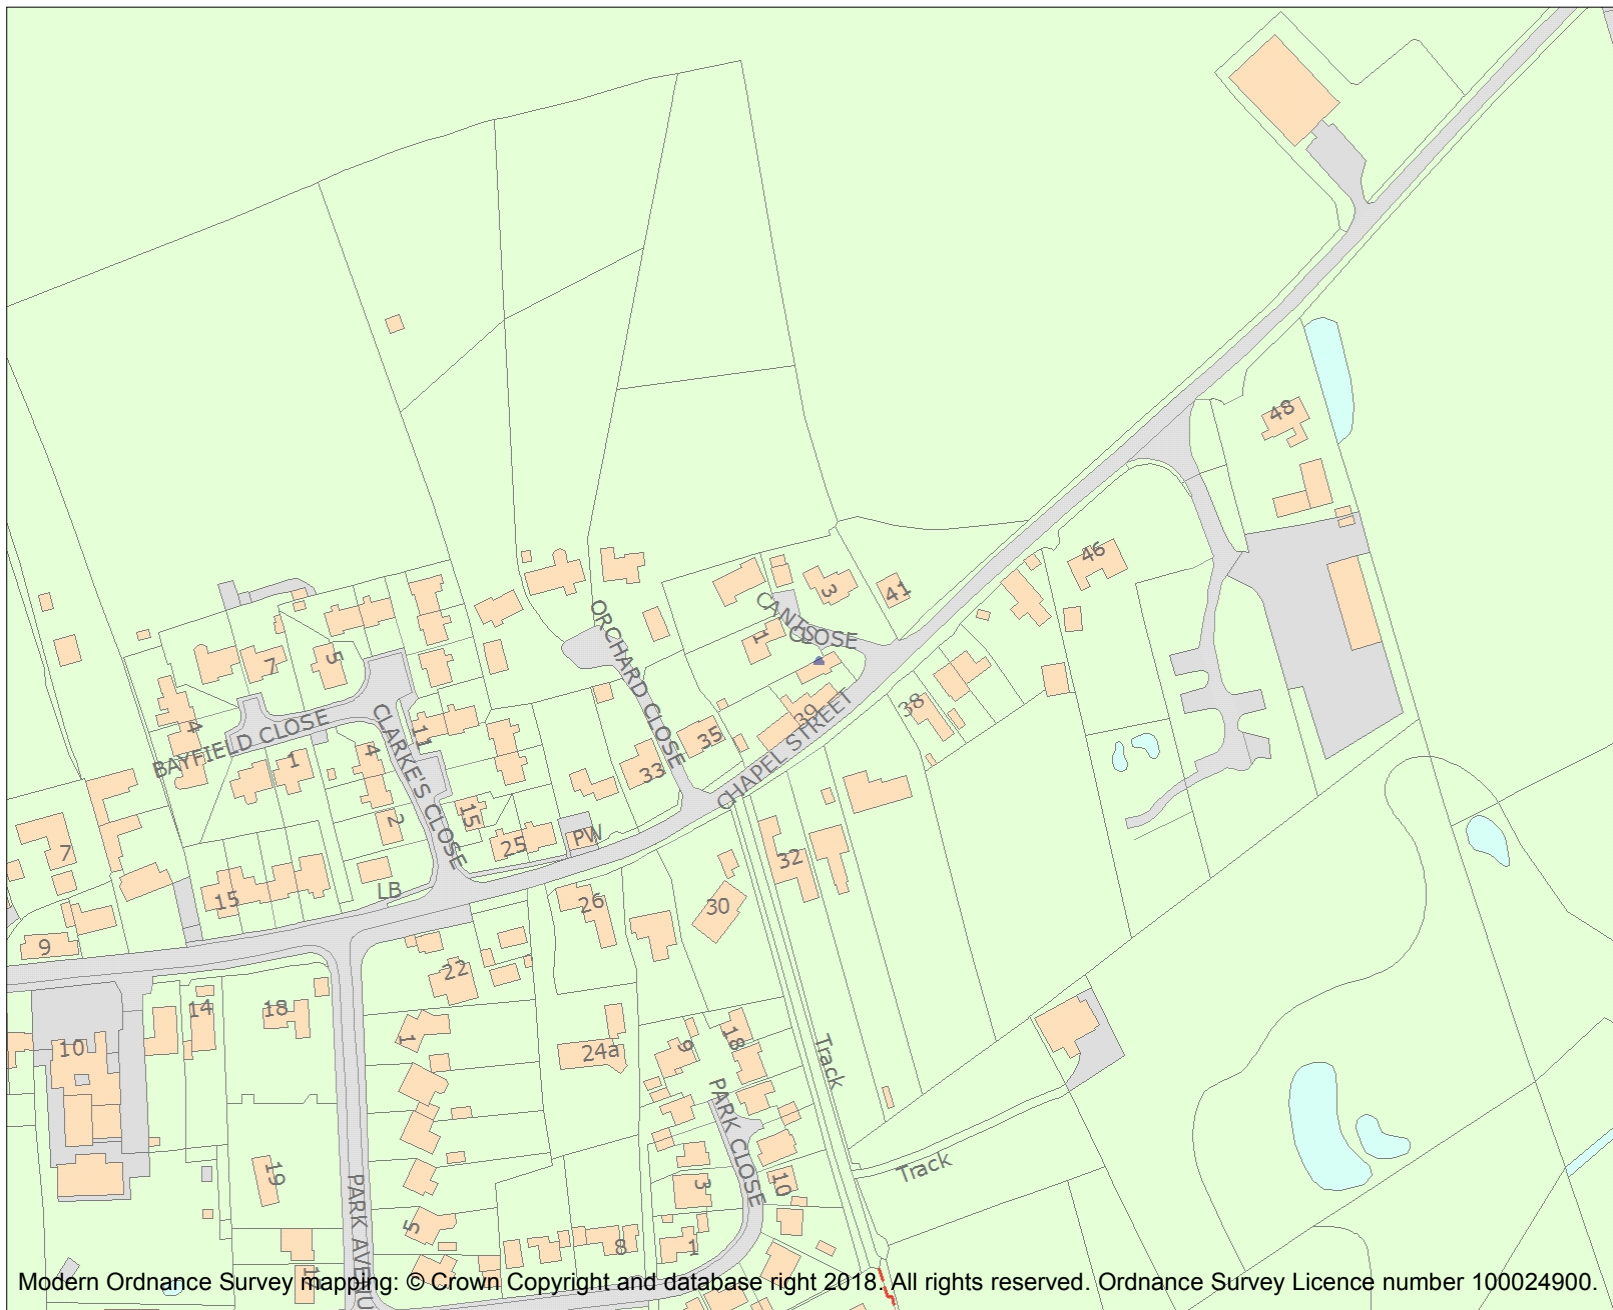 48
46
3
41
CANTS
CLOSE
1
ORCHARD CLOSE
7
5
4
BAYFIELD CLOSE
1
4
CLARKE'S CLOSE
11
38
39
35
33
CHAPEL STREET
2
15
25
PW
7
32
LB
15
26
30
9
22
14
18
10
1
24a
9
18
Track
PARK CLOSE
Track
19
3
10
PARK AVENU
5
8
1
Modern Ordnance Survey mapping: © Crown Copyright and database right 2018. All rights reserved. Ordnance Survey Licence number 100024900.